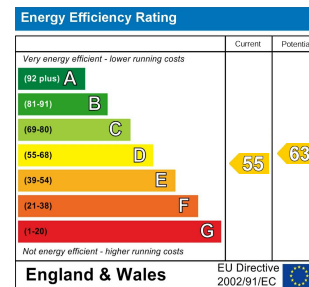 Energy Efficiency Rating
Current Potentia
Very energy efficient - lower running costs
(92 plus) A
(81-91) B
(69-80) C
(55-68) D
55 63
(39-54) E
(21-38) F
(1-20) G
Not energy efficient - higher running costs
England & Wales
EU Directive
2002/91/EC